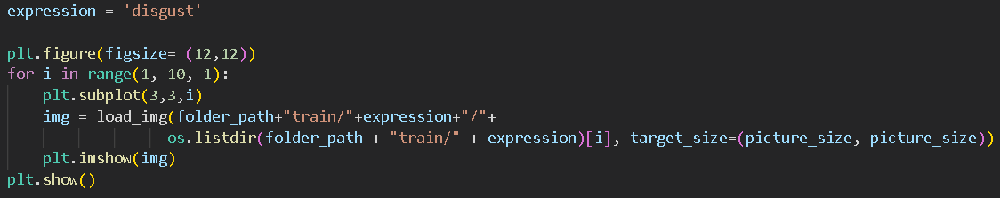 expression = 'disgust'
plt.figure(figsize= (12,12))
for i in range(1, 10, 1):
plt.subplot(3,3,i)
img = load_img(folder_path+"train/"+expression+"/"+
os.listdir(folder_path + "train/" + expression)[i], target_size=(picture_size, picture_size))
plt.imshow(img)
plt.show()